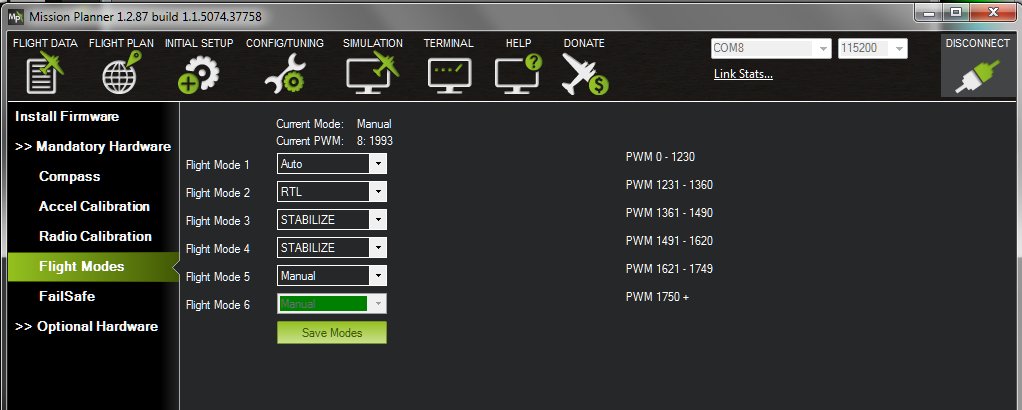 Mp Mission Planner 1.2.87 build 1.1.5074.37758
FLIGHT DATA FLIGHT PLAN INITIAL SETUP CONFIG/TUNING SIMULATION TERMINAL HELP DONATE COM8 115200 DISCONNECT
Link Stats...
Install Firmware
>> Mandatory Hardware
Compass
Accel Calibration
Radio Calibration
Flight Modes
FailSafe
>> Optional Hardware
Current Mode: Manual
Current PWM: 8: 1993
Flight Mode 1 Auto PWM 0 - 1230
Flight Mode 2 RTL PWM 1231 - 1360
Flight Mode 3 STABILIZE PWM 1361 - 1490
Flight Mode 4 STABILIZE PWM 1491 - 1620
Flight Mode 5 Manual PWM 1621 - 1749
Flight Mode 6 Manual PWM 1750 +
Save Modes